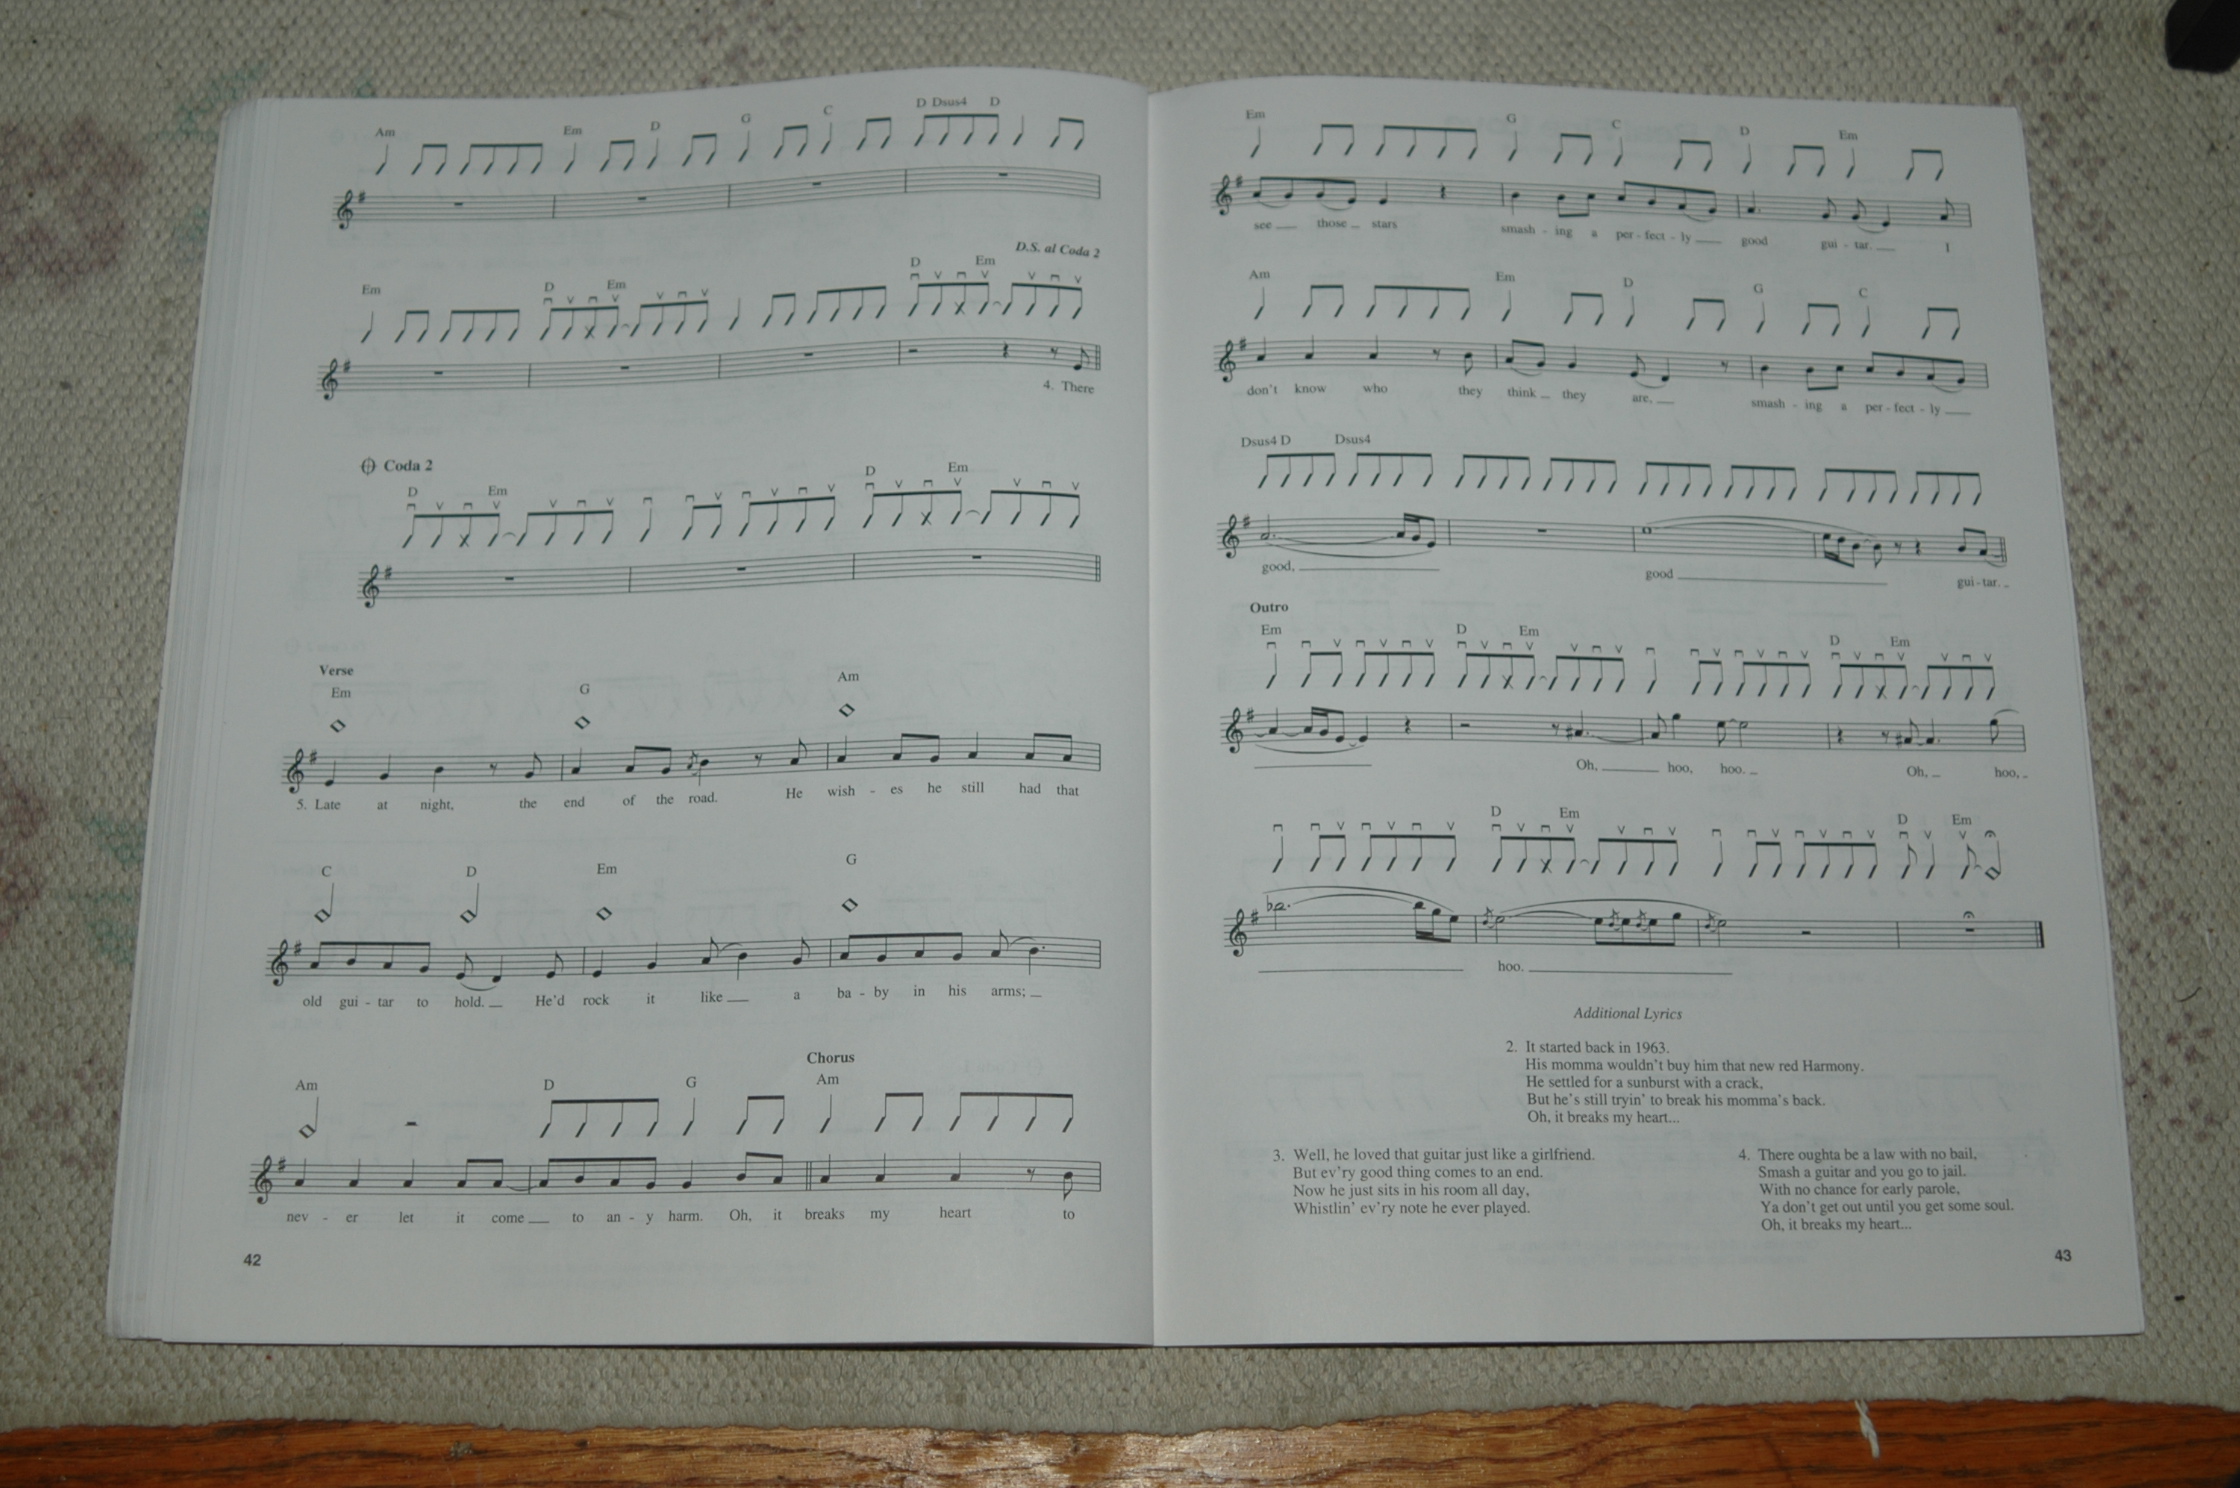 Am Em D G C D Dsus4 D
D.S. al Coda 2
Em D Em D Em
4. There
Coda 2
D Em D Em
Verse
Em G Am
5. Late at night, the end of the road. He wish - es he still had that
C D Em G
old gui - tar to hold. He'd rock it like a ba - by in his arms;
Chorus
Am D G Am
nev - er let it come to an - y harm. Oh, it breaks my heart to
42
Em G C D Em
see those stars smash - ing a per - fect - ly good gui - tar. I
Am Em D G C
don't know who they think they are, smash - ing a per - fect - ly
Dsus4 D Dsus4
good, good gui - tar.
Outro
Em D Em D Em
Oh, hoo, hoo. Oh, hoo,
D Em D Em
hoo.
Additional Lyrics
2. It started back in 1963.
His momma wouldn't buy him that new red Harmony.
He settled for a sunburst with a crack,
But he's still tryin' to break his momma's back.
Oh, it breaks my heart...
3. Well, he loved that guitar just like a girlfriend.
But ev'ry good thing comes to an end.
Now he just sits in his room all day,
Whistlin' ev'ry note he ever played.
4. There oughta be a law with no bail,
Smash a guitar and you go to jail.
With no chance for early parole,
Ya don't get out until you get some soul.
Oh, it breaks my heart...
43